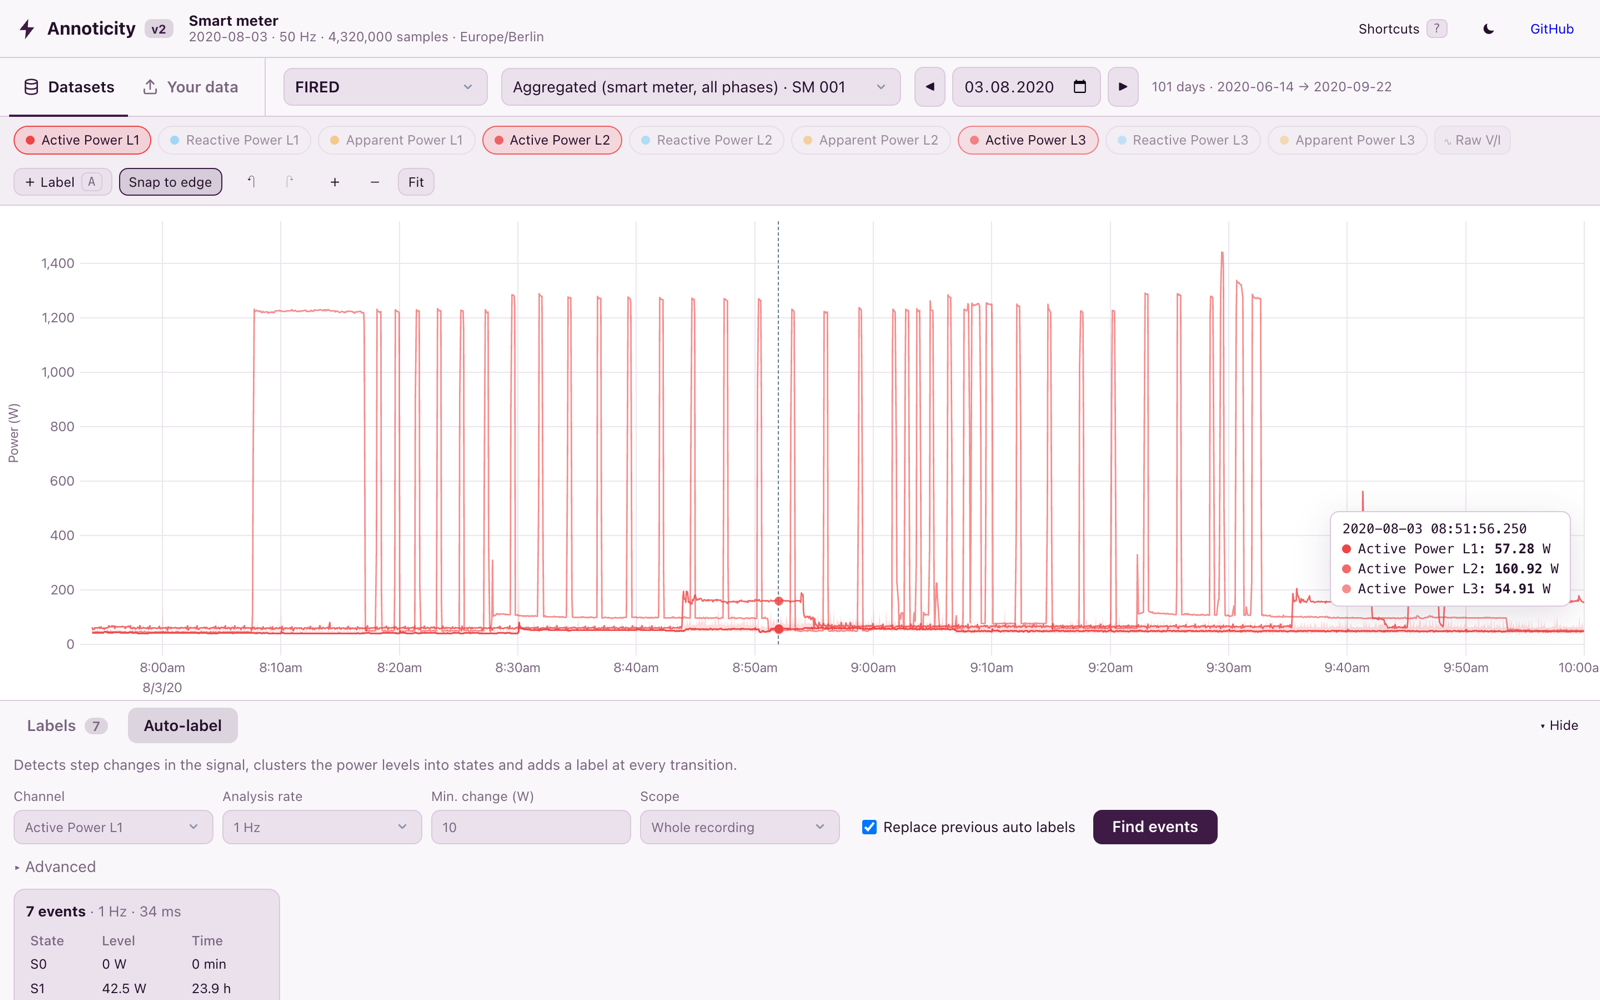 Annoticity v2
Smart meter
2020-08-03 · 50 Hz · 4,320,000 samples · Europe/Berlin
Shortcuts ?
GitHub
Datasets
Your data
FIRED
Aggregated (smart meter, all phases) · SM 001
03.08.2020
101 days · 2020-06-14 → 2020-09-22
Active Power L1
Reactive Power L1
Apparent Power L1
Active Power L2
Reactive Power L2
Apparent Power L2
Active Power L3
Reactive Power L3
Apparent Power L3
Raw V/I
+ Label A
Snap to edge
+
−
Fit
Power (W)
1,400
1,200
1,000
800
600
400
200
0
8:00am
8:10am
8:20am
8:30am
8:40am
8:50am
9:00am
9:10am
9:20am
9:30am
9:40am
9:50am
10:00a
8/3/20
2020-08-03 08:51:56.250
Active Power L1: 57.28 W
Active Power L2: 160.92 W
Active Power L3: 54.91 W
Labels 7
Auto-label
Hide
Detects step changes in the signal, clusters the power levels into states and adds a label at every transition.
Channel
Analysis rate
Min. change (W)
Scope
Active Power L1
1 Hz
10
Whole recording
Replace previous auto labels
Find events
Advanced
7 events · 1 Hz · 34 ms
State Level Time
S0 0 W 0 min
S1 42.5 W 23.9 h